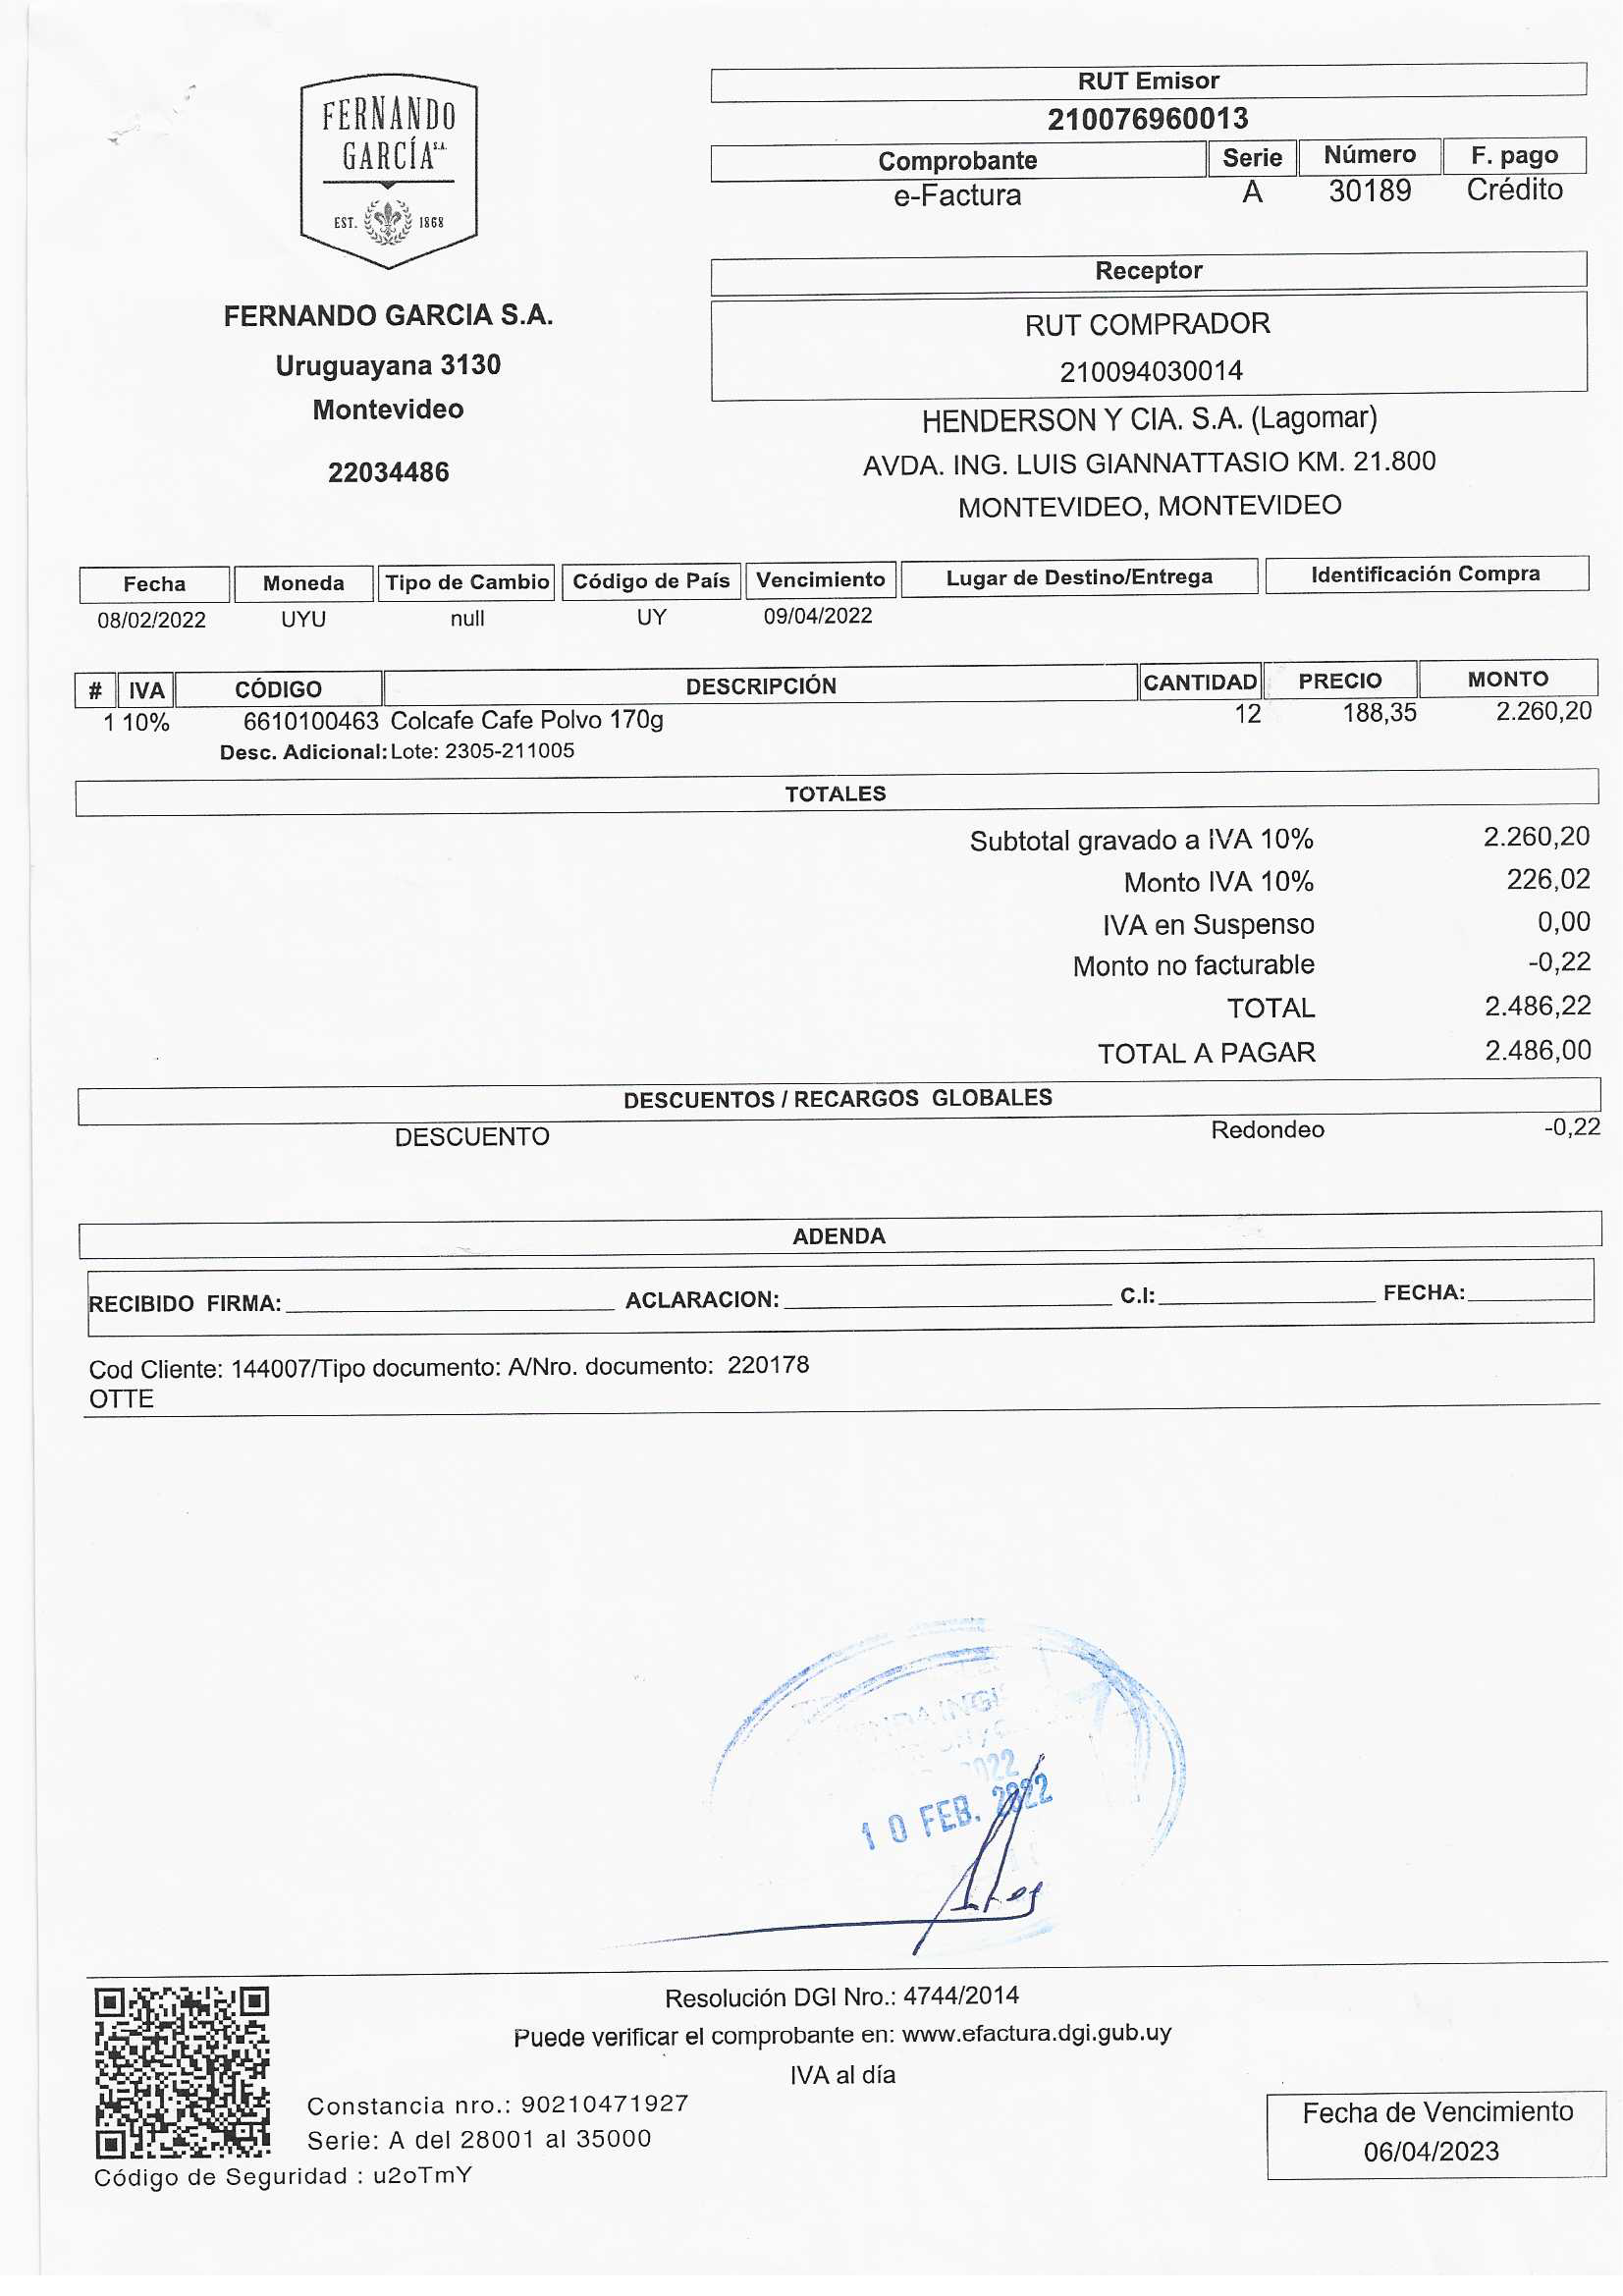 FERNANDO
GARCÍA S.A.
EST. 1868
FERNANDO GARCIA S.A.
Uruguayana 3130
Montevideo
22034486
RUT Emisor
210076960013
Comprobante Serie Número F. pago
e-Factura A 30189 Crédito
Receptor
RUT COMPRADOR
210094030014
HENDERSON Y CIA. S.A. (Lagomar)
AVDA. ING. LUIS GIANNATTASIO KM. 21.800
MONTEVIDEO, MONTEVIDEO
Fecha Moneda Tipo de Cambio Código de País Vencimiento Lugar de Destino/Entrega Identificación Compra
08/02/2022 UYU null UY 09/04/2022
# IVA CÓDIGO DESCRIPCIÓN CANTIDAD PRECIO MONTO
1 10% 6610100463 Colcafe Cafe Polvo 170g 12 188,35 2.260,20
Desc. Adicional: Lote: 2305-211005
TOTALES
Subtotal gravado a IVA 10% 2.260,20
Monto IVA 10% 226,02
IVA en Suspenso 0,00
Monto no facturable -0,22
TOTAL 2.486,22
TOTAL A PAGAR 2.486,00
DESCUENTOS / RECARGOS GLOBALES
DESCUENTO Redondeo -0,22
ADENDA
RECIBIDO FIRMA: ACLARACION: C.I: FECHA:
Cod Cliente: 144007/Tipo documento: A/Nro. documento: 220178
OTTE
10 FEB. 2022
Resolución DGI Nro.: 4744/2014
Puede verificar el comprobante en: www.efactura.dgi.gub.uy
IVA al día
Constancia nro.: 90210471927
Serie: A del 28001 al 35000
Código de Seguridad : u2oTmY
Fecha de Vencimiento
06/04/2023